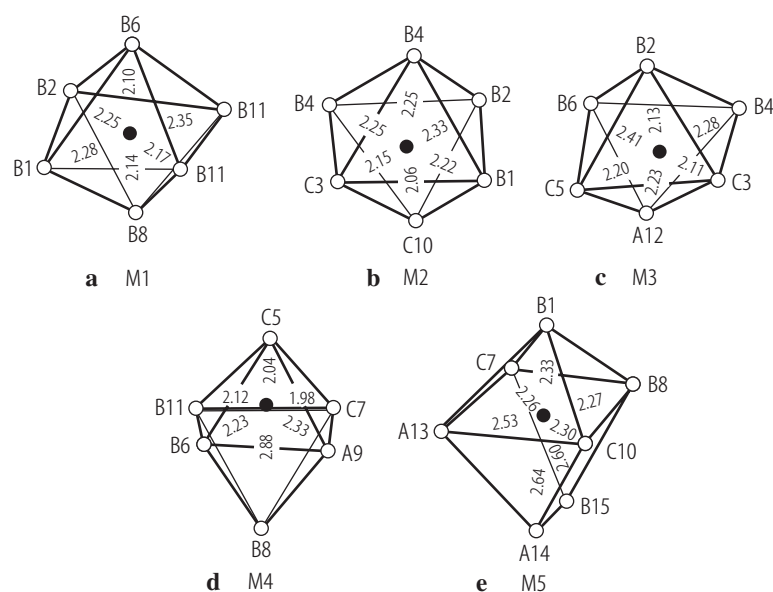 B6
B2
2.10
B11
2.25
2.35
2.28
2.14
2.17
B1
B11
B8
a M1
B4
B4
2.25
B2
2.25
2.33
2.15
2.22
C3
2.06
B1
C10
b M2
B2
B6
2.13
B4
2.41
2.28
2.20
2.23
2.11
C5
C3
A12
c M3
C5
2.04
B11
2.12
1.98
C7
2.23
2.33
B6
2.88
A9
B8
d M4
B1
C7
2.33
B8
2.26
2.27
A13
2.53
2.30
C10
2.60
2.64
B15
A14
e M5